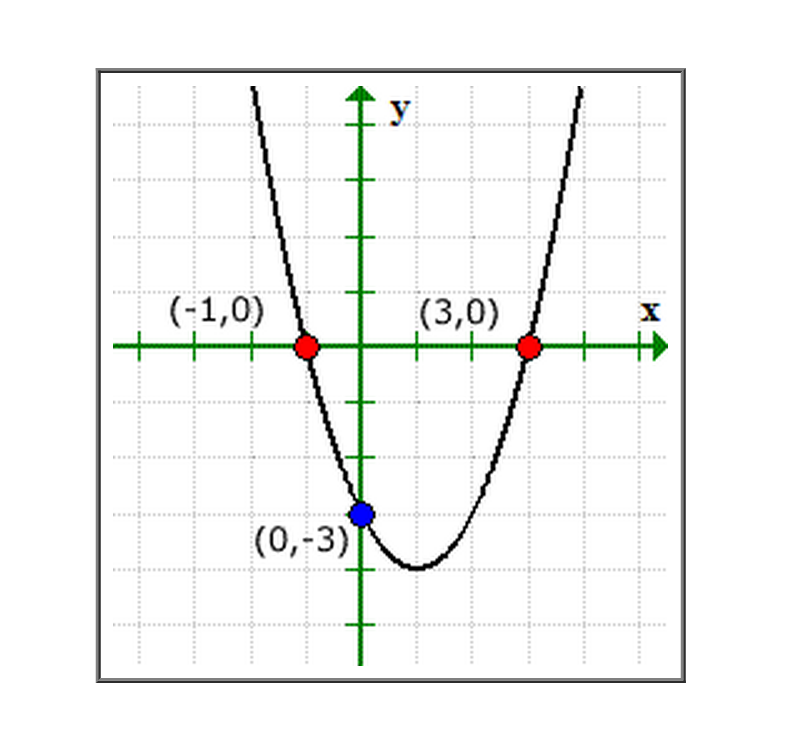 y
(-1,0)
(3,0)
x
(0,-3)